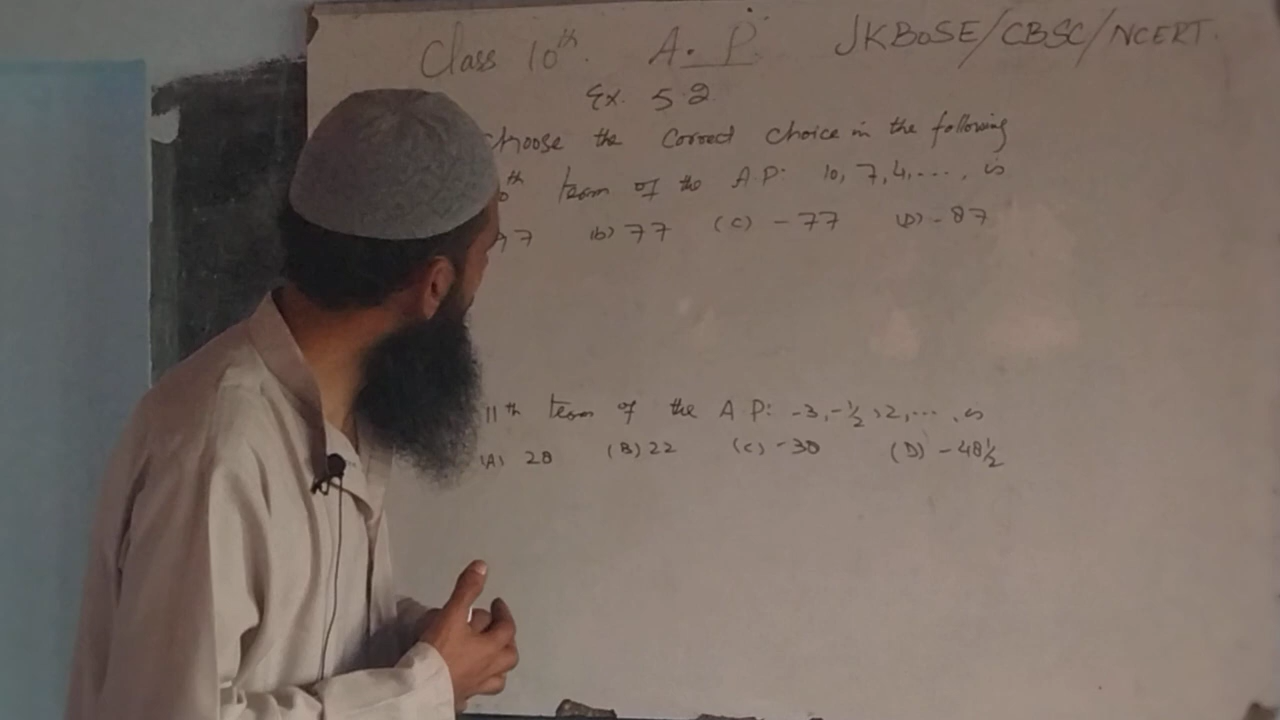 Class 10th. A.P. JKBOSE/CBSC/NCERT.
Ex. 5.2.
choose the correct choice in the following
0th term of the A.P: 10, 7, 4, ...., is
97 (b) 77 (C) -77 (D) -87
11th term of the A P: -3, -1/2, 2, ... , is
(A) 28 (B) 22 (C) -38 (D) -48 1/2